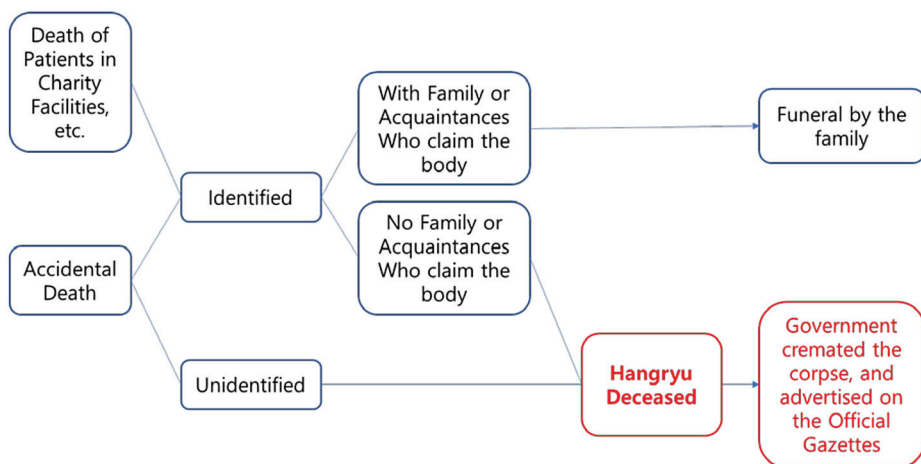 Death of
Patients in
Charity
Facilities,
etc.
Accidental
Death
Identified
Unidentified
With Family or
Acquaintances
Who claim the
body
No Family or
Acquaintances
Who claim the
body
Funeral by the
family
Hangryu
Deceased
Government
cremated the
corpse, and
advertised on
the Official
Gazettes